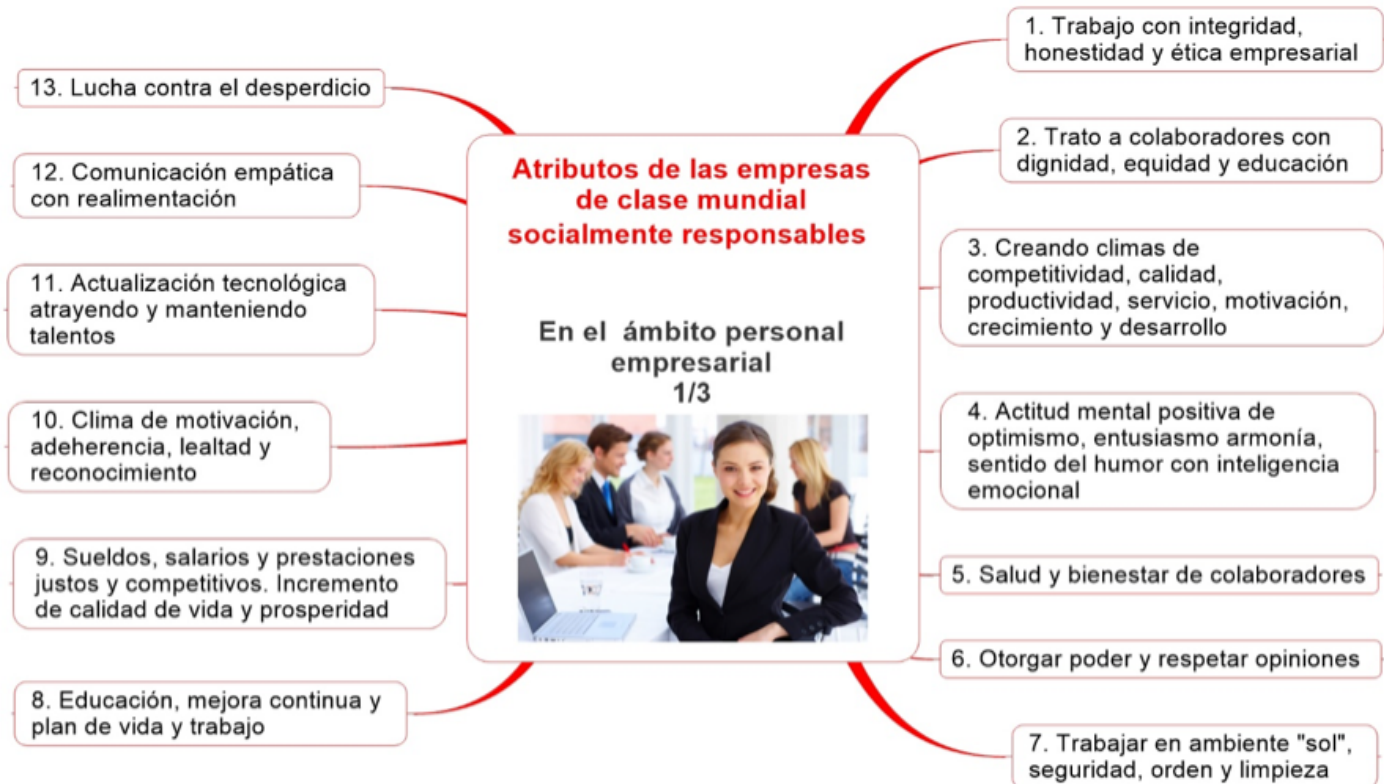 Atributos de las empresas
de clase mundial
socialmente responsables
En el ámbito personal
empresarial
1/3
1. Trabajo con integridad,
honestidad y ética empresarial
2. Trato a colaboradores con
dignidad, equidad y educación
3. Creando climas de
competitividad, calidad,
productividad, servicio, motivación,
crecimiento y desarrollo
4. Actitud mental positiva de
optimismo, entusiasmo armonía,
sentido del humor con inteligencia
emocional
5. Salud y bienestar de colaboradores
6. Otorgar poder y respetar opiniones
7. Trabajar en ambiente "sol",
seguridad, orden y limpieza
8. Educación, mejora continua y
plan de vida y trabajo
9. Sueldos, salarios y prestaciones
justos y competitivos. Incremento
de calidad de vida y prosperidad
10. Clima de motivación,
adeherencia, lealtad y
reconocimiento
11. Actualización tecnológica
atrayendo y manteniendo
talentos
12. Comunicación empática
con realimentación
13. Lucha contra el desperdicio